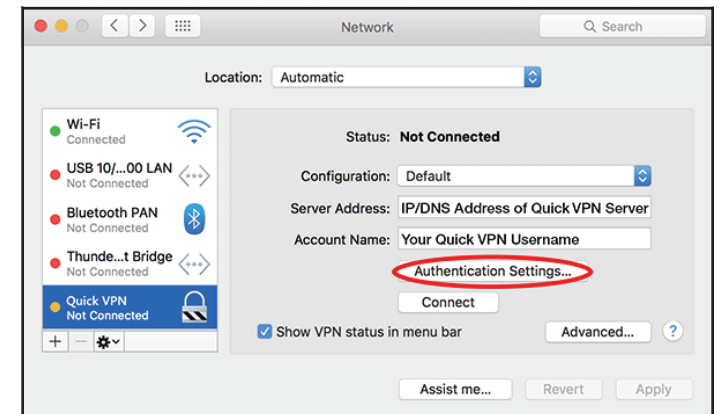 Network
Search
Location: Automatic
Wi-Fi
Connected
USB 10/...00 LAN
Not Connected
Bluetooth PAN
Not Connected
Thunde...t Bridge
Not Connected
Quick VPN
Not Connected
Status: Not Connected
Configuration: Default
Server Address: IP/DNS Address of Quick VPN Server
Account Name: Your Quick VPN Username
Authentication Settings...
Connect
Show VPN status in menu bar
Advanced...
?
Assist me...
Revert
Apply